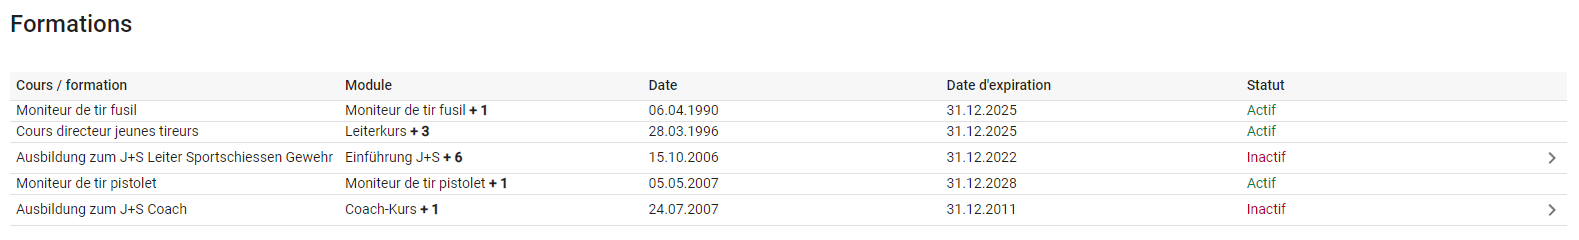 Formations
Cours / formation Module Date Date d'expiration Statut
Moniteur de tir fusil Moniteur de tir fusil + 1 06.04.1990 31.12.2025 Actif
Cours directeur jeunes tireurs Leiterkurs + 3 28.03.1996 31.12.2025 Actif
Ausbildung zum J+S Leiter Sportschiessen Gewehr Einführung J+S + 6 15.10.2006 31.12.2022 Inactif
Moniteur de tir pistolet Moniteur de tir pistolet + 1 05.05.2007 31.12.2028 Actif
Ausbildung zum J+S Coach Coach-Kurs + 1 24.07.2007 31.12.2011 Inactif